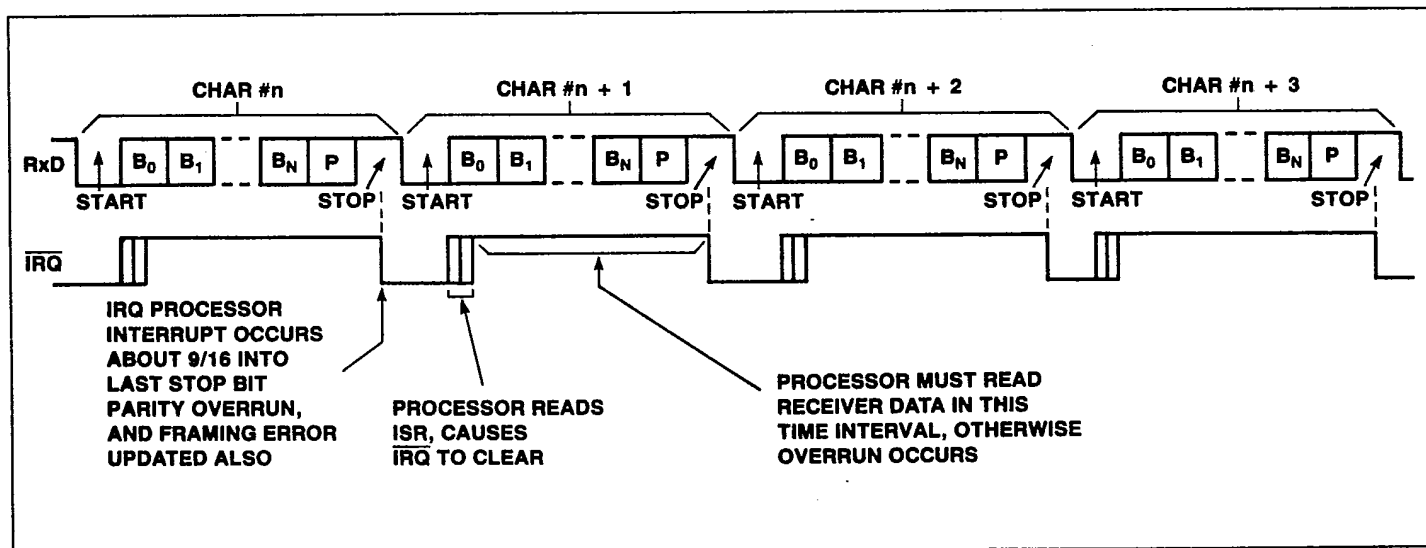 CHAR #n CHAR #n + 1 CHAR #n + 2 CHAR #n + 3
RxD B0 B1 BN P B0 B1 BN P B0 B1 BN P B0 B1 BN P
START STOP START STOP START STOP START STOP
IRQ
IRQ PROCESSOR
INTERRUPT OCCURS
ABOUT 9/16 INTO
LAST STOP BIT
PARITY OVERRUN,
AND FRAMING ERROR
UPDATED ALSO
PROCESSOR READS
ISR, CAUSES
IRQ TO CLEAR
PROCESSOR MUST READ
RECEIVER DATA IN THIS
TIME INTERVAL, OTHERWISE
OVERRUN OCCURS